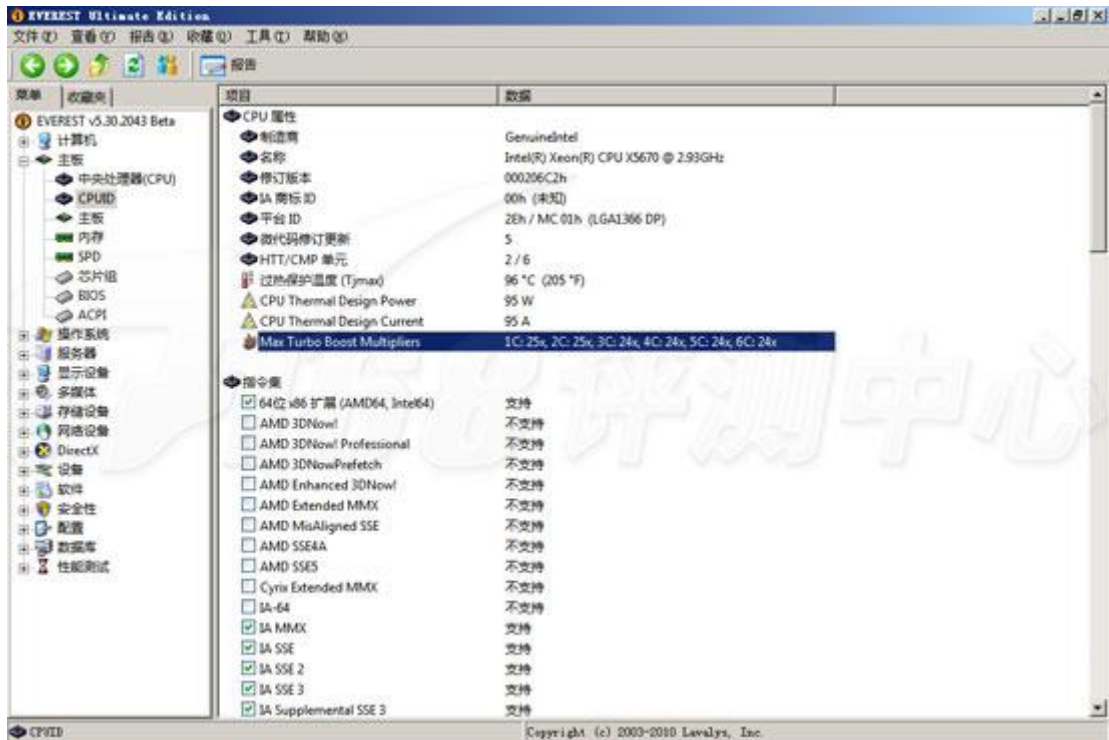 EVEREST Ultimate Edition
文件(F) 查看(V) 报告(R) 收藏(O) 工具(T) 帮助(H)
报告
菜单 收藏夹
项目 数据
EVEREST v5.30.2043 Beta
计算机
主板
中央处理器(CPU)
CPUID
主板
内存
SPD
芯片组
BIOS
ACPI
操作系统
服务器
显示设备
多媒体
存储设备
网络设备
DirectX
设备
软件
安全性
配置
数据库
性能测试
CPU 属性
制造商 GenuineIntel
名称 Intel(R) Xeon(R) CPU X5670 @ 2.93GHz
修订版本 000206C2h
IA 商标 ID 00h (未知)
平台 ID 2Eh / MC 01h (LGA1366 DP)
微代码修订更新 5
HTT/CMP 单元 2 / 6
过热保护温度 (Tjmax) 96 °C (205 °F)
CPU Thermal Design Power 95 W
CPU Thermal Design Current 95 A
Max Turbo Boost Multipliers 1C: 25x, 2C: 25x, 3C: 24x, 4C: 24x, 5C: 24x, 6C: 24x
指令集
64位 x86 扩展 (AMD64, Intel64) 支持
AMD 3DNow! 不支持
AMD 3DNow! Professional 不支持
AMD 3DNowPrefetch 不支持
AMD Enhanced 3DNow! 不支持
AMD Extended MMX 不支持
AMD MisAligned SSE 不支持
AMD SSE4A 不支持
AMD SSE5 不支持
Cyrix Extended MMX 不支持
IA-64 不支持
IA MMX 支持
IA SSE 支持
IA SSE 2 支持
IA SSE 3 支持
IA Supplemental SSE 3 支持
CPUID Copyright (c) 2003-2010 Lavalys, Inc.
评测中心